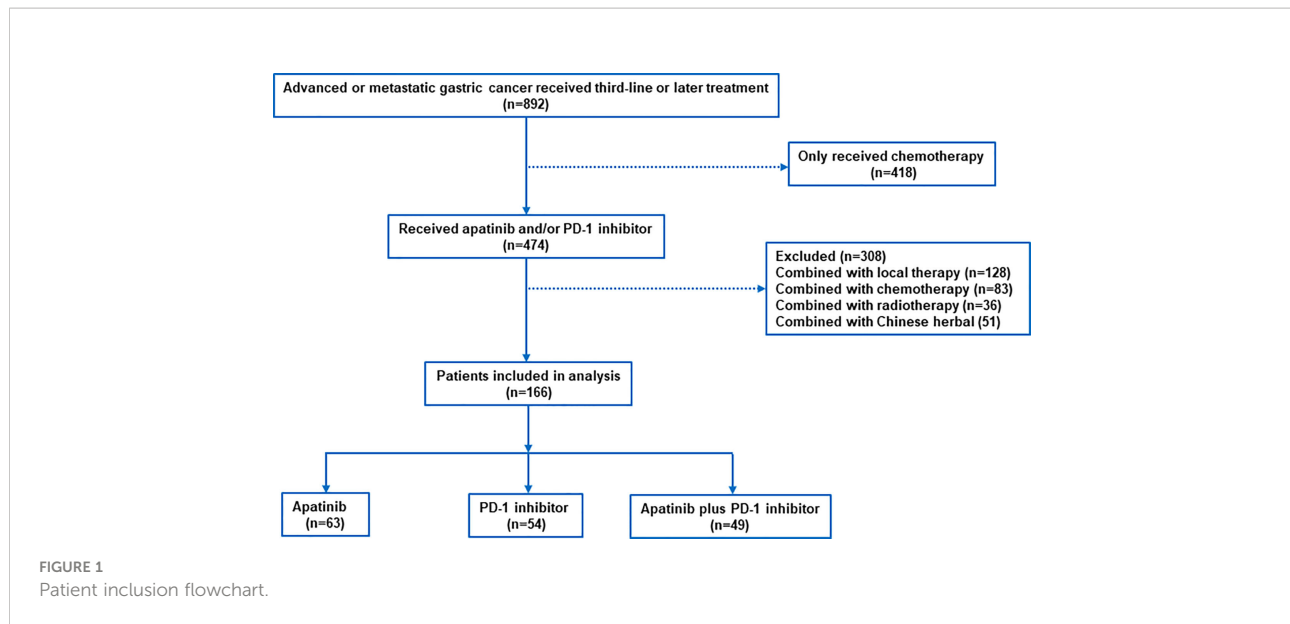 Advanced or metastatic gastric cancer received third-line or later treatment
(n=892)
Only received chemotherapy
(n=418)
Received apatinib and/or PD-1 inhibitor
(n=474)
Excluded (n=308)
Combined with local therapy (n=128)
Combined with chemotherapy (n=83)
Combined with radiotherapy (n=36)
Combined with Chinese herbal (51)
Patients included in analysis
(n=166)
Apatinib
(n=63)
PD-1 inhibitor
(n=54)
Apatinib plus PD-1 inhibitor
(n=49)
FIGURE 1
Patient inclusion flowchart.